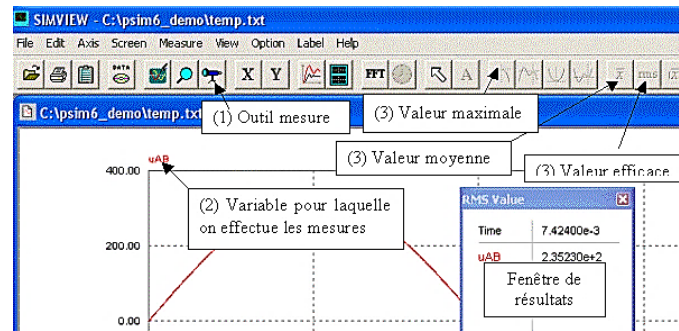 SIMVIEW - C:\psim6_demo\temp.txt
File Edit Axis Screen Measure View Option Label Help
DATA X Y FFT A x rms |x|
C:\psim6_demo\temp.txt
(1) Outil mesure
(3) Valeur maximale
(3) Valeur moyenne
(3) Valeur efficace
uAB
400.00
(2) Variable pour laquelle
on effectue les mesures
RMS Value
Time 7.42400e-3
200.00
uAB 2.35230e+2
Fenêtre de
résultats
0.00